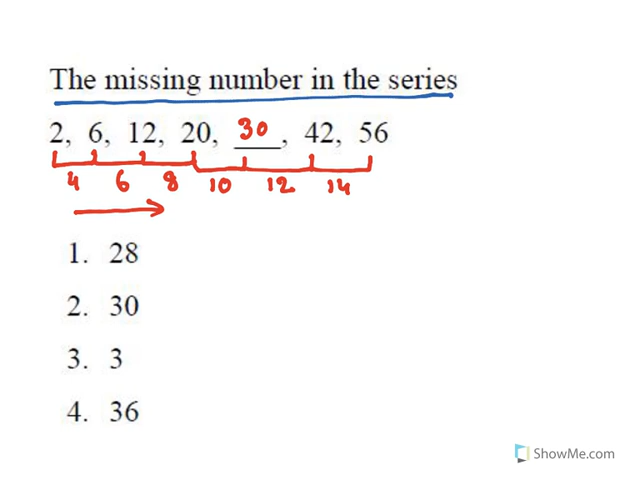 The missing number in the series
2, 6, 12, 20, 30, 42, 56
4 6 8 10 12 14
1. 28
2. 30
3. 3
4. 36
ShowMe.com